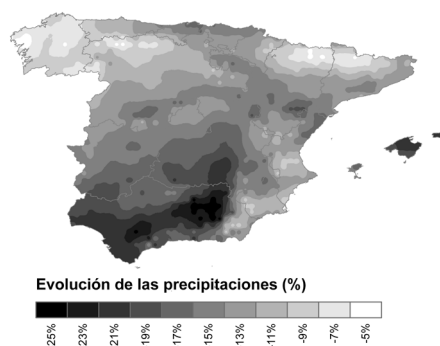 Evolución de las precipitaciones (%)
25% 23% 21% 19% 17% 15% 13% -11% -9% -7% -5%